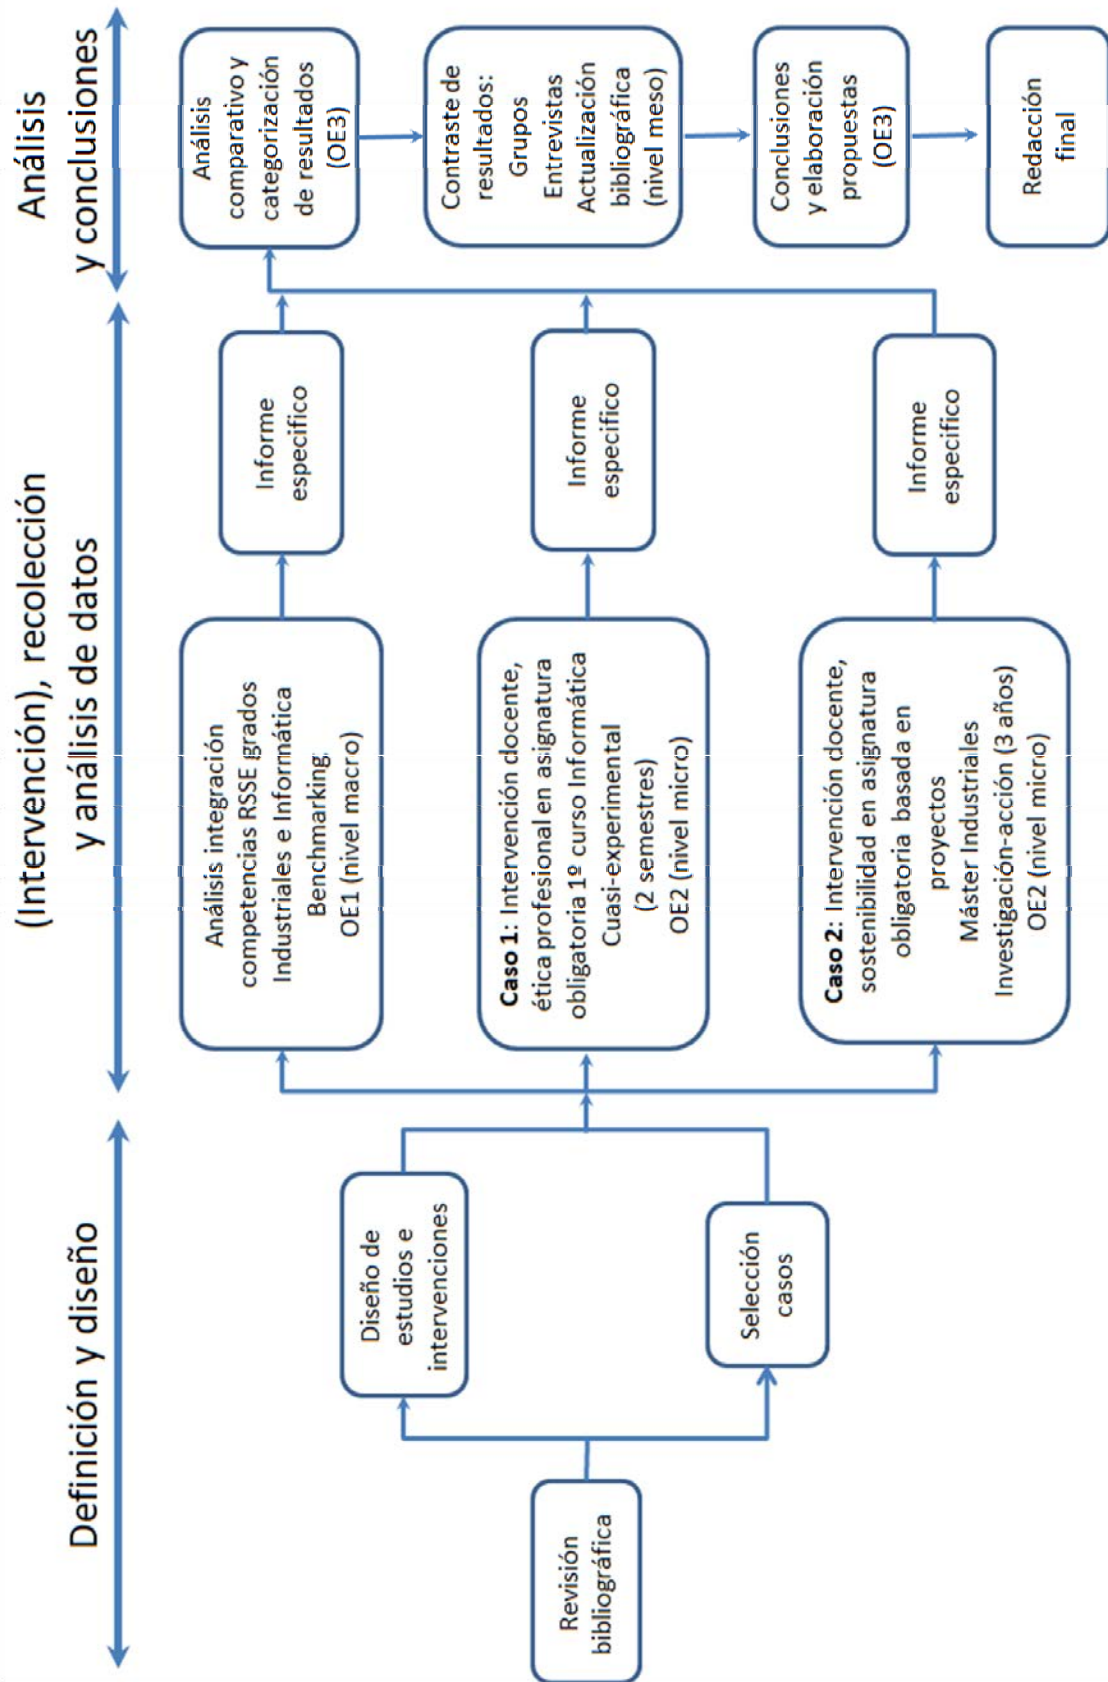 Definición y diseño
(Intervención), recolección
y análisis de datos
Análisis
y conclusiones
Revisión
bibliográfica
Diseño de
estudios e
intervenciones
Selección
casos
Análisis integración
competencias RSSE grados
Industriales e Informática
Benchmarking
OE1 (nivel macro)
Caso 1: Intervención docente,
ética profesional en asignatura
obligatoria 1º curso Informática
Cuasi-experimental
(2 semestres)
OE2 (nivel micro)
Caso 2: Intervención docente,
sostenibilidad en asignatura
obligatoria basada en
proyectos
Máster Industriales
Investigación-acción (3 años)
OE2 (nivel micro)
Informe
especifico
Informe
especifico
Informe
especifico
Análisis
comparativo y
categorización
de resultados
(OE3)
Contraste de
resultados:
Grupos
Entrevistas
Actualización
bibliográfica
(nivel meso)
Conclusiones
y elaboración
propuestas
(OE3)
Redacción
final